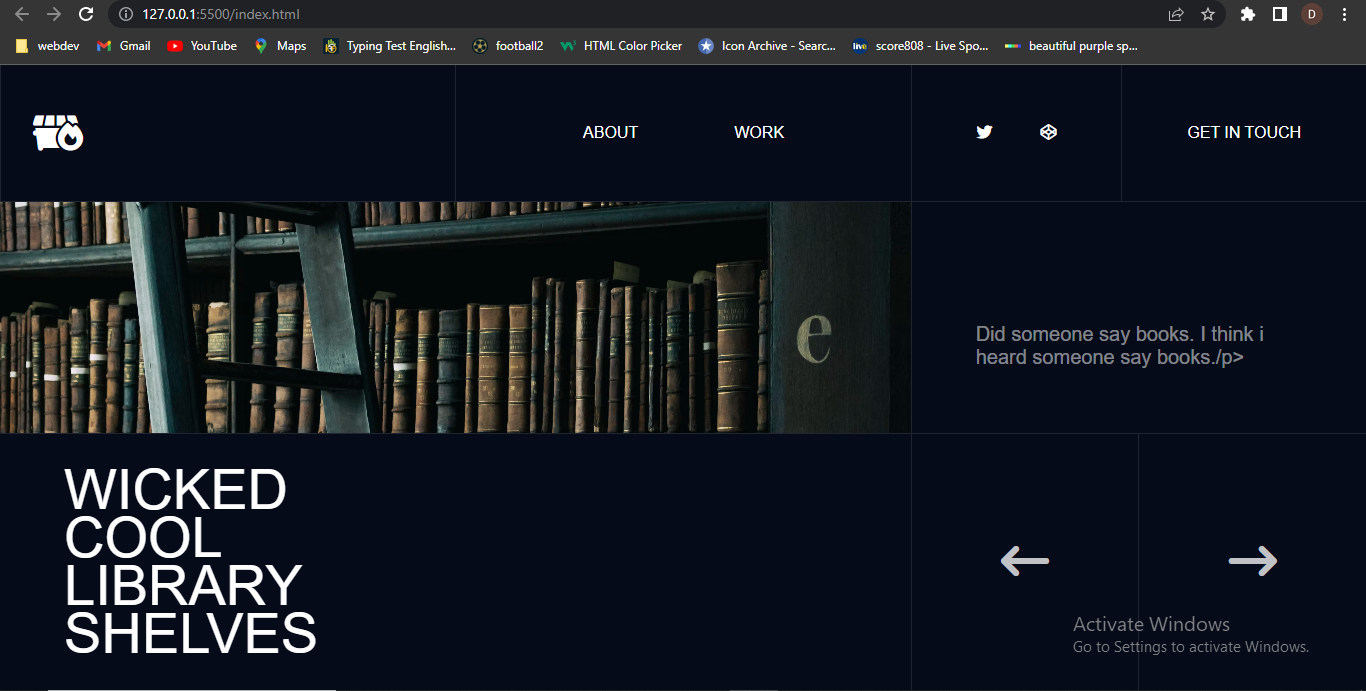 127.0.0.1:5500/index.html
D
webdev
Gmail
YouTube
Maps
Typing Test English...
football2
HTML Color Picker
Icon Archive - Searc...
live
score808 - Live Spo...
beautiful purple sp...
ABOUT
WORK
GET IN TOUCH
e
Did someone say books. I think i
heard someone say books./p>
WICKED
COOL
LIBRARY
SHELVES
Activate Windows
Go to Settings to activate Windows.